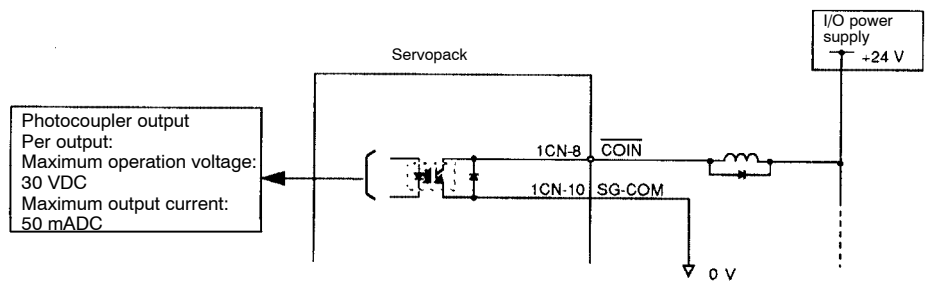 I/O power
supply
+24 V
Servopack
Photocoupler output
Per output:
Maximum operation voltage:
30 VDC
Maximum output current:
50 mADC
1CN-8 COIN
1CN-10 SG-COM
0 V